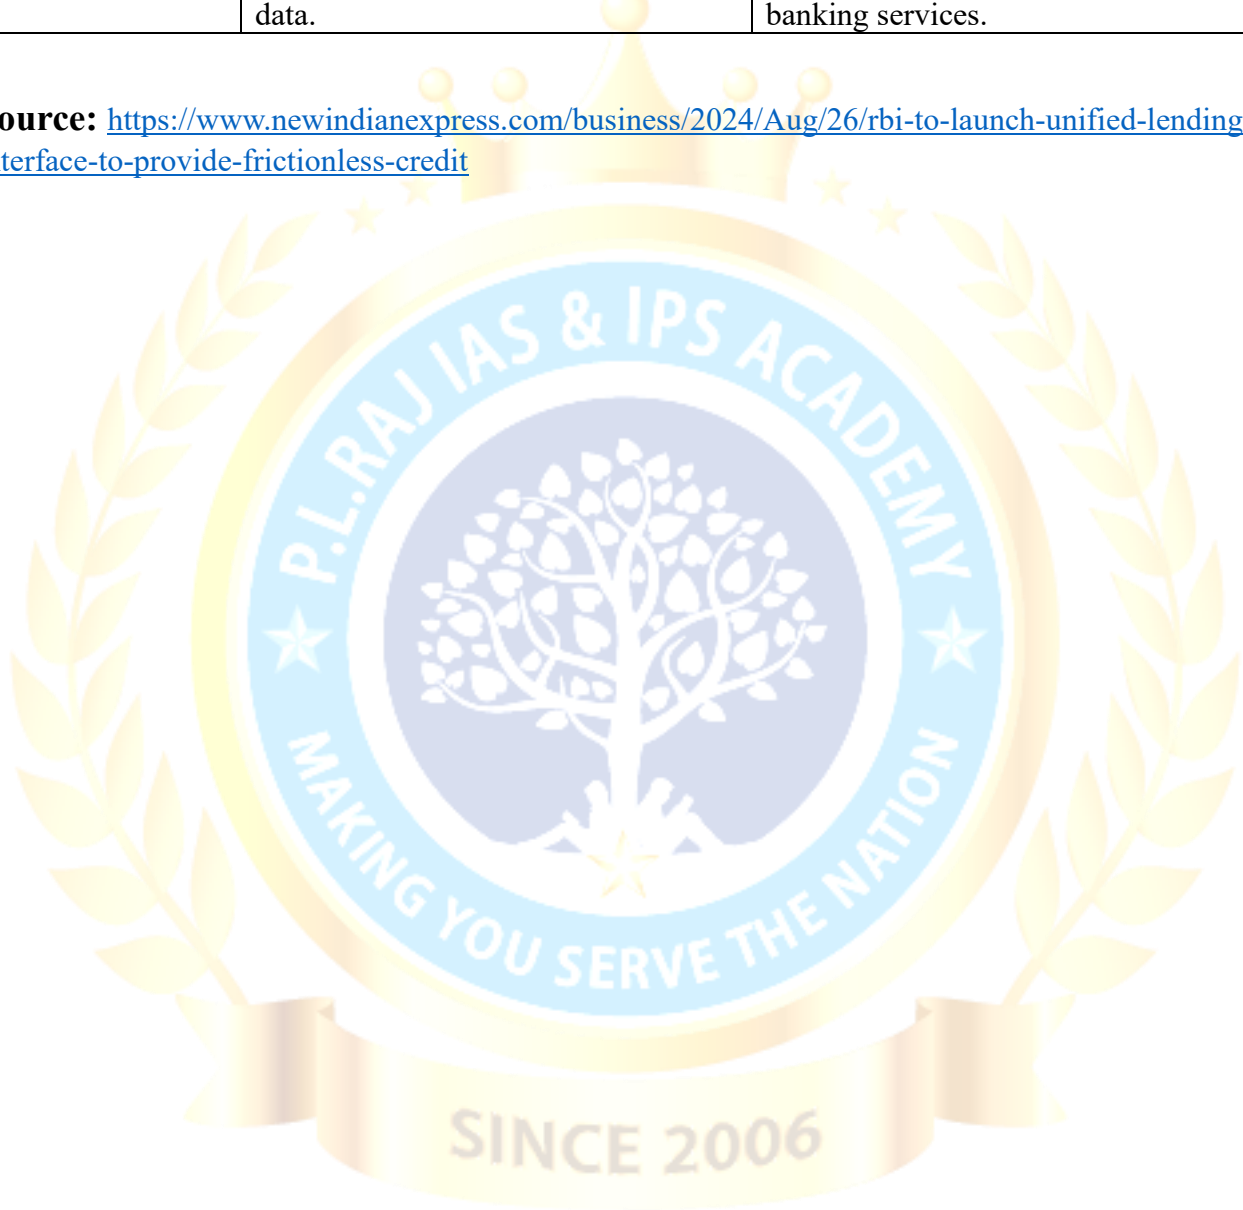 data.
banking services.
ource: https://www.newindianexpress.com/business/2024/Aug/26/rbi-to-launch-unified-lending
nterface-to-provide-frictionless-credit
P.L.RAJ IAS & IPS ACADEMY
MAKING YOU SERVE THE NATION
SINCE 2006